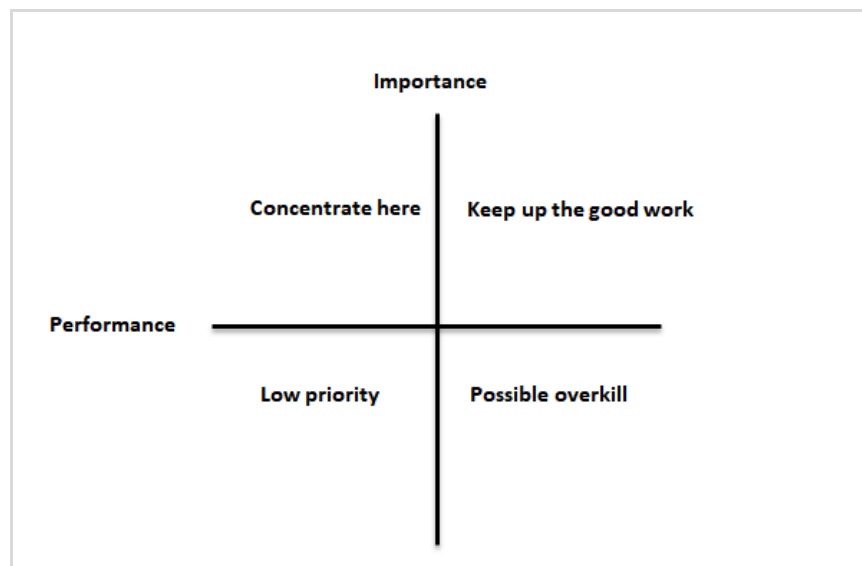 Importance
Concentrate here
Keep up the good work
Performance
Low priority
Possible overkill